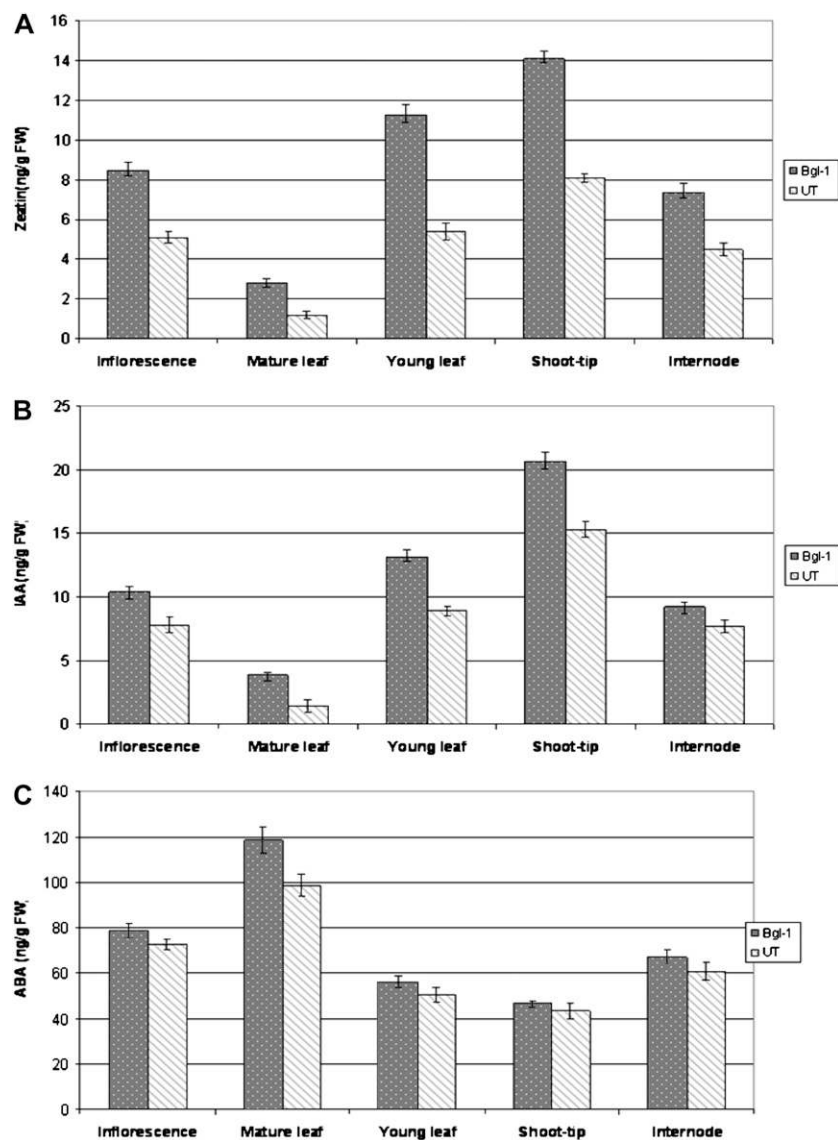 A
Zeatin(ng/g FW)
16
14
12
10
8
6
4
2
0
Inflorescence Mature leaf Young leaf Shoot-tip Internode
Bgl-1
UT
B
IAA (ng/g FW,
25
20
15
10
5
0
Inflorescence Mature leaf Young leaf Shoot-tip Internode
Bgl-1
UT
C
ABA (ng/g FW,
140
120
100
80
60
40
20
0
Inflorescence Mature leaf Young leaf Shoot-tip Internode
Bgl-1
UT